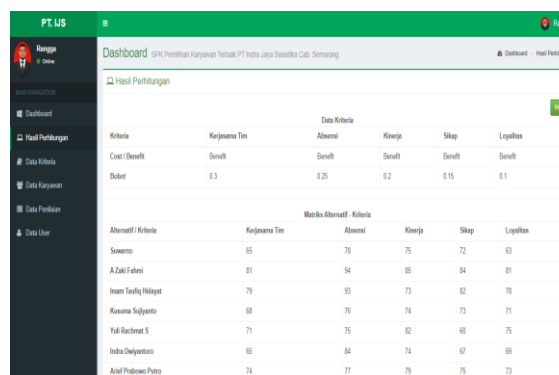 PT. IJS
Rangga
Online
MAIN NAVIGATION
Dashboard
Hasil Perhitungan
Data Kriteria
Data Karyawan
Data Penilaian
Data User
Dashboard SPK Pemilihan Karyawan Terbaik PT Indra Jaya Swastika Cab. Semarang
Dashboard
Hasil Perhitungan
Data Kriteria
Kriteria Kerjasama Tim Absensi Kinerja Sikap Loyalitas
Cost / Benefit Benefit Benefit Benefit Benefit Benefit
Bobot 0.3 0.25 0.2 0.15 0.1
Matriks Alternatif - Kriteria
Alternatif / Kriteria Kerjasama Tim Absensi Kinerja Sikap Loyalitas
Suwarno 65 78 75 72 63
A Zaki Fahmi 81 94 85 84 81
Imam Taufiq Hidayat 79 93 73 82 78
Kusuma Sujiyanto 68 76 74 73 71
Yuli Rachmat S 71 75 82 60 75
Indra Dwiyantoro 65 84 74 67 69
Arief Prabowo Putro 74 77 79 75 73